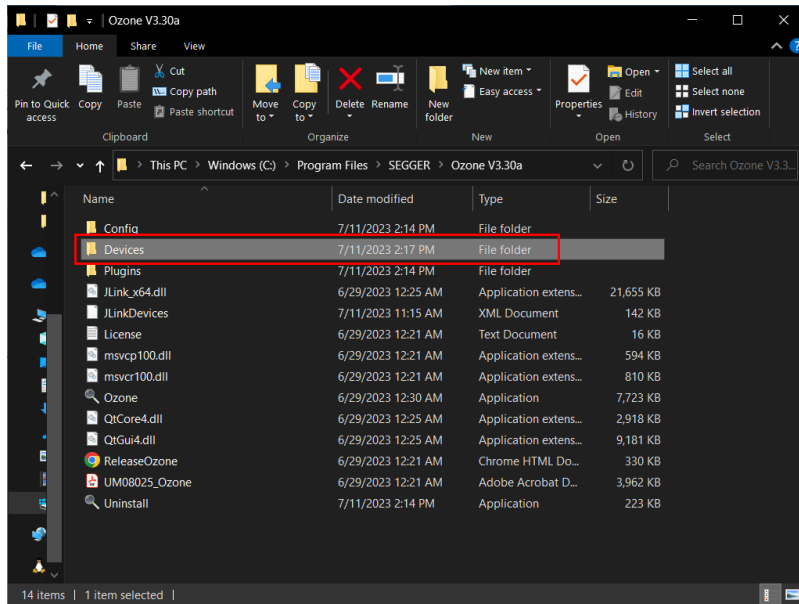 Ozone V3.30a
File Home Share View
Pin to Quick access
Copy
Paste
Cut
Copy path
Paste shortcut
Move to
Copy to
Delete
Rename
New folder
New item
Easy access
Properties
Open
Edit
History
Select all
Select none
Invert selection
Clipboard Organize New Open Select
This PC > Windows (C:) > Program Files > SEGGER > Ozone V3.30a
Search Ozone V3.3...
Name Date modified Type Size
Config 7/11/2023 2:14 PM File folder
Devices 7/11/2023 2:17 PM File folder
Plugins 7/11/2023 2:14 PM File folder
JLink_x64.dll 6/29/2023 12:25 AM Application extens... 21,655 KB
JLinkDevices 7/11/2023 11:15 AM XML Document 142 KB
License 6/29/2023 12:21 AM Text Document 16 KB
msvcp100.dll 6/29/2023 12:21 AM Application extens... 594 KB
msvcr100.dll 6/29/2023 12:21 AM Application extens... 810 KB
Ozone 6/29/2023 12:30 AM Application 7,723 KB
QtCore4.dll 6/29/2023 12:25 AM Application extens... 2,918 KB
QtGui4.dll 6/29/2023 12:25 AM Application extens... 9,181 KB
ReleaseOzone 6/29/2023 12:21 AM Chrome HTML Do... 330 KB
UM08025_Ozone 6/29/2023 12:21 AM Adobe Acrobat D... 3,962 KB
Uninstall 7/11/2023 2:14 PM Application 223 KB
14 items | 1 item selected |